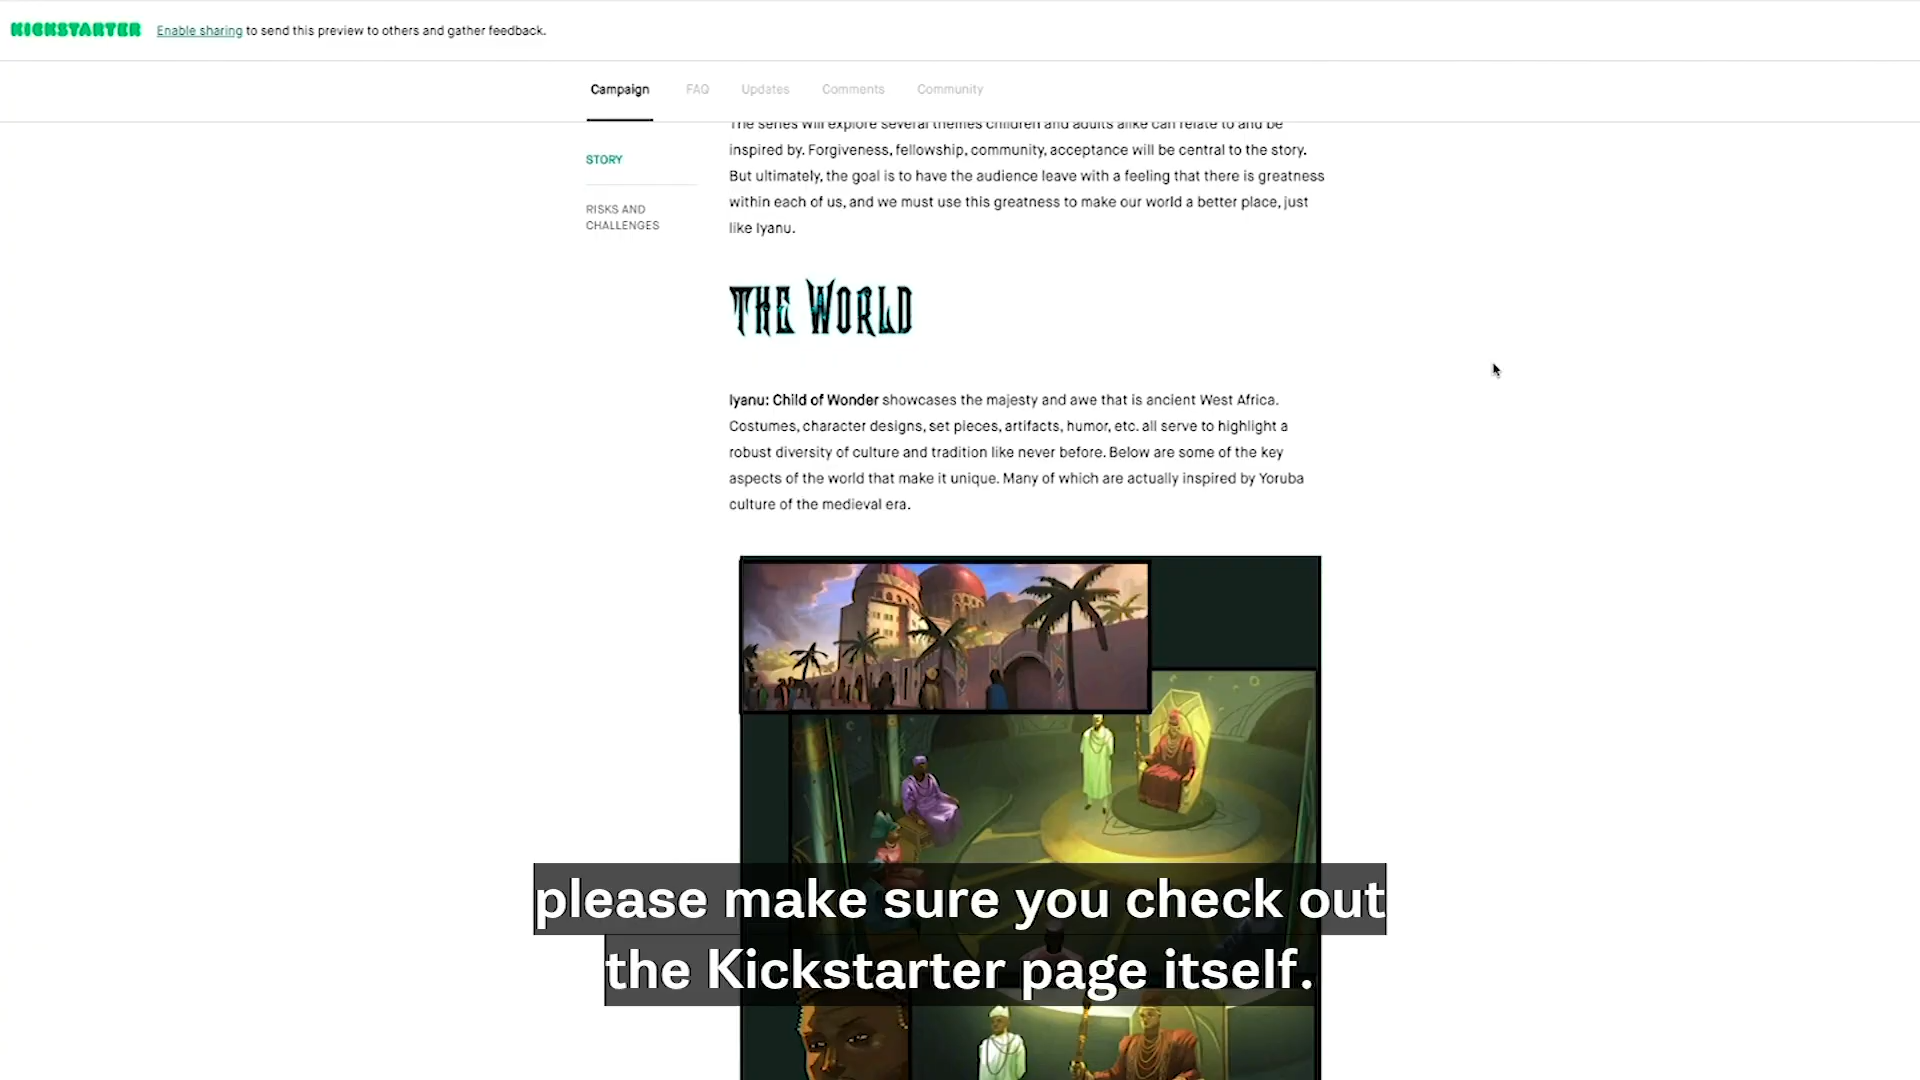 KICKSTARTER
Enable sharing to send this preview to others and gather feedback.
Campaign
FAQ
Updates
Comments
Community
STORY
RISKS AND
CHALLENGES
The series will explore several themes children and adults alike can relate to and be
inspired by. Forgiveness, fellowship, community, acceptance will be central to the story.
But ultimately, the goal is to have the audience leave with a feeling that there is greatness
within each of us, and we must use this greatness to make our world a better place, just
like Iyanu.
THE WORLD
Iyanu: Child of Wonder showcases the majesty and awe that is ancient West Africa.
Costumes, character designs, set pieces, artifacts, humor, etc. all serve to highlight a
robust diversity of culture and tradition like never before. Below are some of the key
aspects of the world that make it unique. Many of which are actually inspired by Yoruba
culture of the medieval era.
please make sure you check out
the Kickstarter page itself.